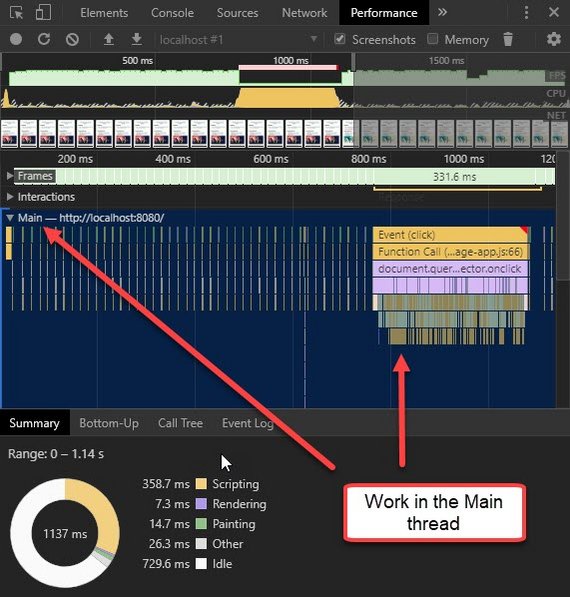 Elements Console Sources Network Performance »
localhost #1 Screenshots Memory
500 ms 1000 ms 1500 ms
FPS
CPU
NET
200 ms 400 ms 600 ms 800 ms 1000 ms 120
Frames 331.6 ms
Interactions Response
Main — http://localhost:8080/
Event (click)
Function Call (...age-app.js:66)
document.quer...ector.onclick
Summary Bottom-Up Call Tree Event Log
Range: 0 – 1.14 s
358.7 ms Scripting
7.3 ms Rendering
14.7 ms Painting
26.3 ms Other
729.6 ms Idle
1137 ms
Work in the Main
thread